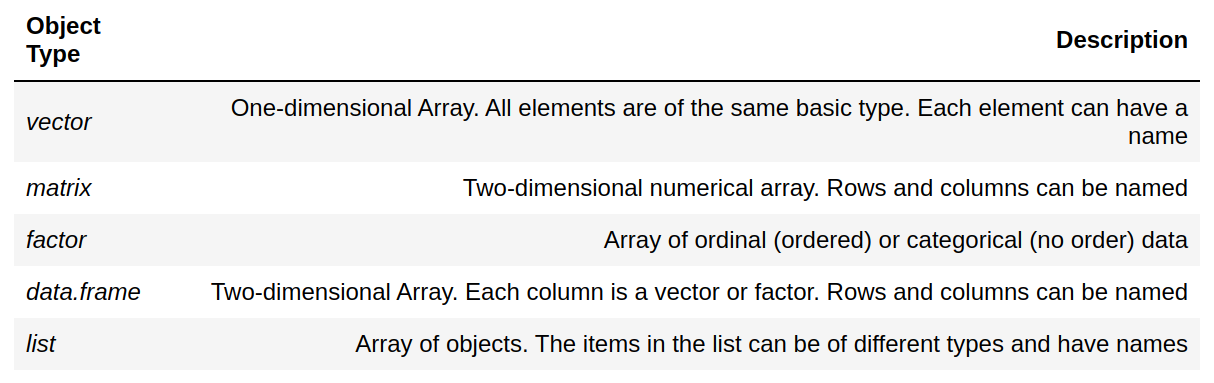 Object
Type
Description
vector
One-dimensional Array. All elements are of the same basic type. Each element can have a
name
matrix
Two-dimensional numerical array. Rows and columns can be named
factor
Array of ordinal (ordered) or categorical (no order) data
data.frame
Two-dimensional Array. Each column is a vector or factor. Rows and columns can be named
list
Array of objects. The items in the list can be of different types and have names